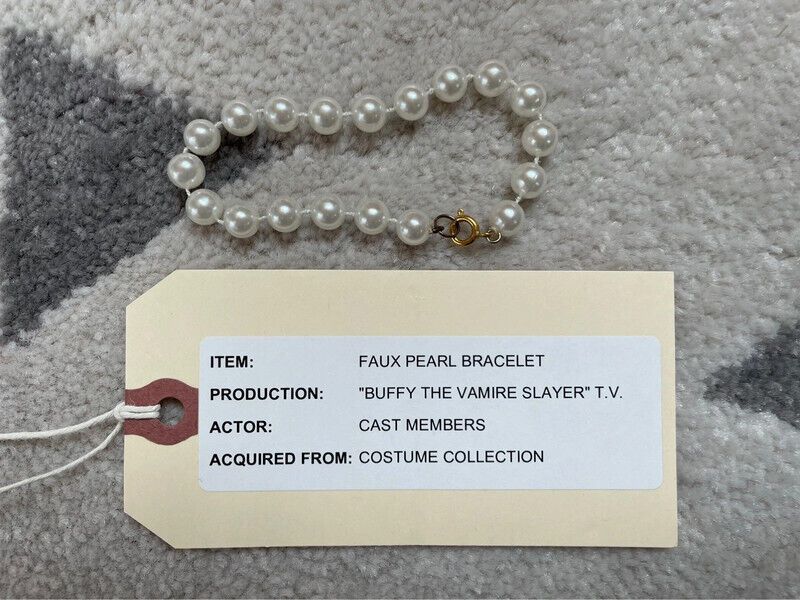 ITEM: FAUX PEARL BRACELET
PRODUCTION: "BUFFY THE VAMIRE SLAYER" T.V.
ACTOR: CAST MEMBERS
ACQUIRED FROM: COSTUME COLLECTION